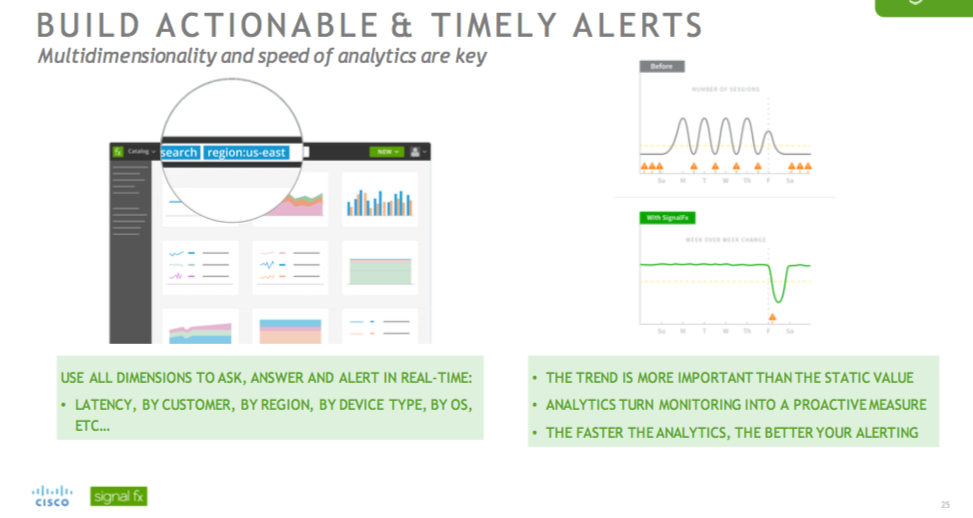 BUILD ACTIONABLE & TIMELY ALERTS
Multidimensionality and speed of analytics are key
fx Catalog
search region:us-east
NEW
Before
NUMBER OF SESSIONS
Su M T W Th F Sa
With SignalFx
WEEK OVER WEEK CHANGE
Su M T W Th F Sa
USE ALL DIMENSIONS TO ASK, ANSWER AND ALERT IN REAL-TIME:
• LATENCY, BY CUSTOMER, BY REGION, BY DEVICE TYPE, BY OS,
ETC...
• THE TREND IS MORE IMPORTANT THAN THE STATIC VALUE
• ANALYTICS TURN MONITORING INTO A PROACTIVE MEASURE
• THE FASTER THE ANALYTICS, THE BETTER YOUR ALERTING
CISCO
signal fx
25